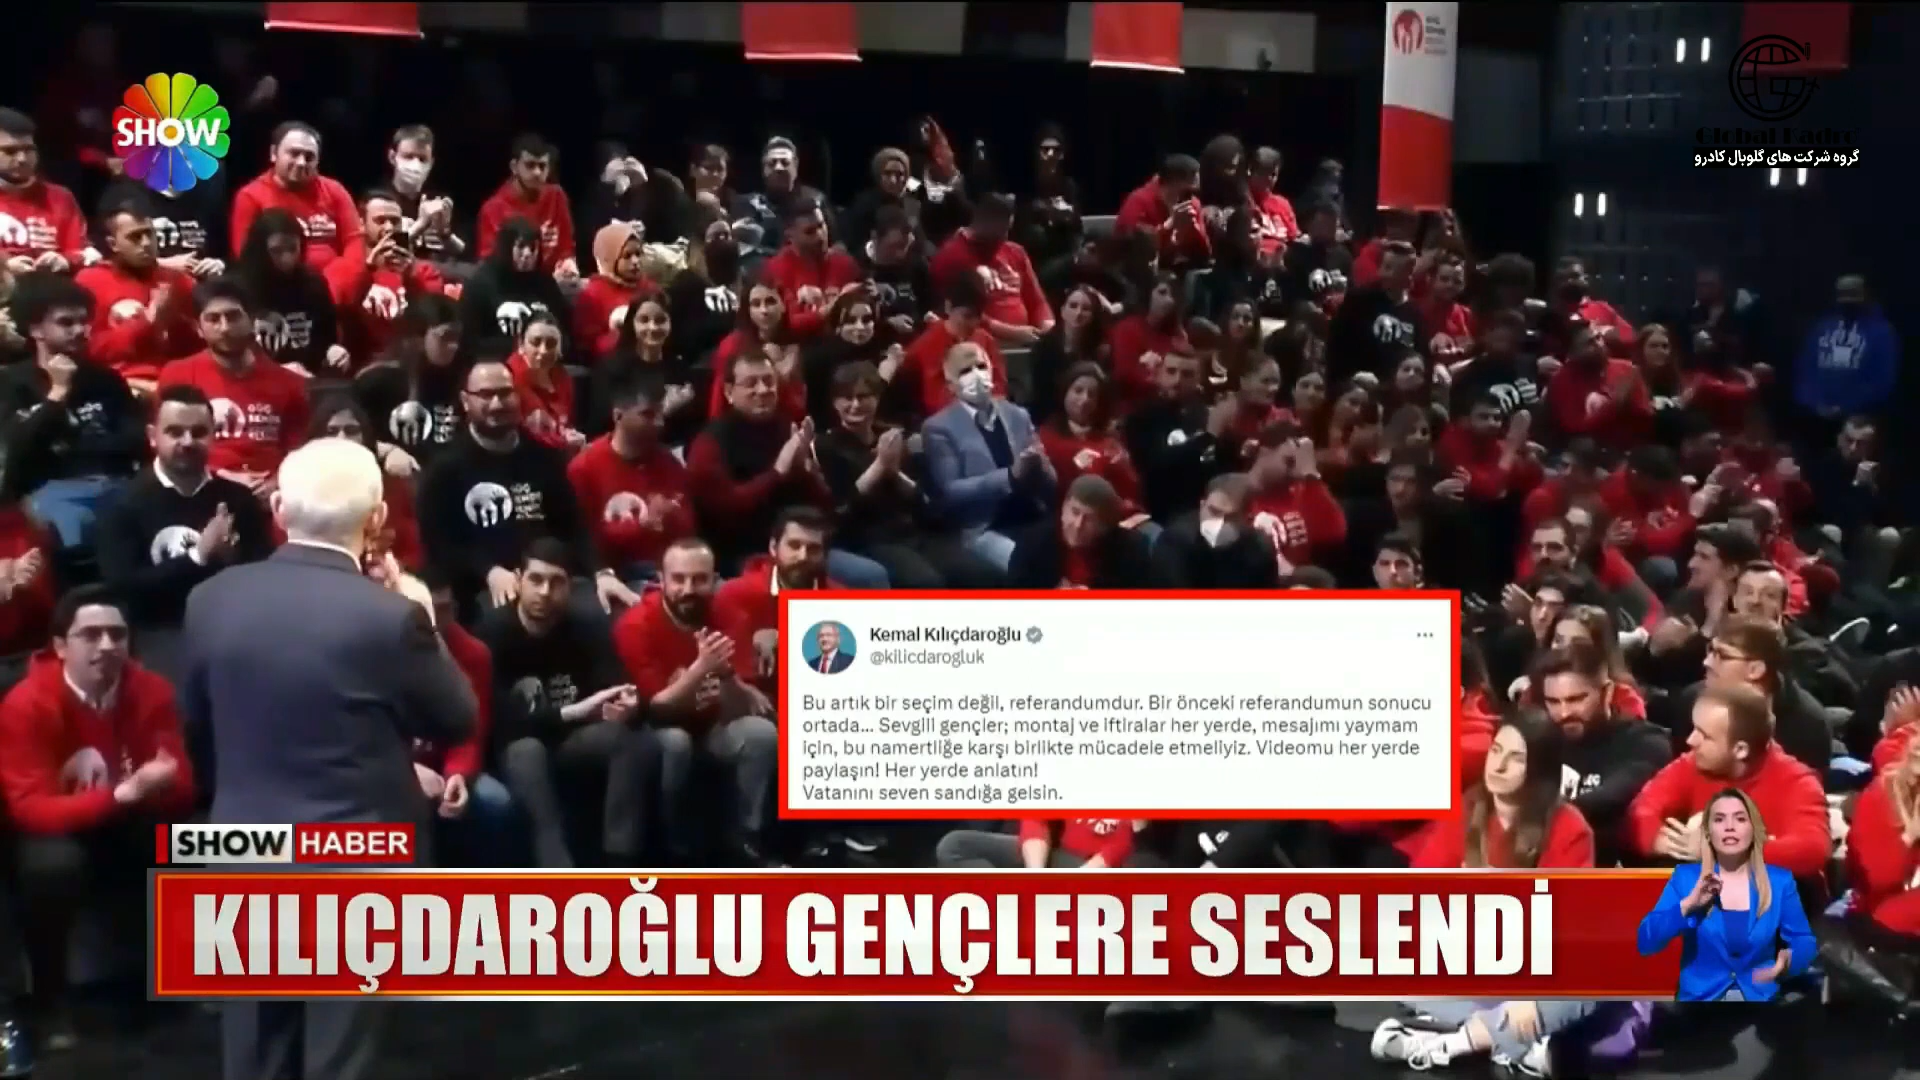 SHOW
Global Kadro
گروه شرکت های گلوبال کادرو
Kemal Kılıçdaroğlu
@kilicdarogluk
Bu artık bir seçim değil, referandumdur. Bir önceki referandumun sonucu
ortada... Sevgili gençler; montaj ve iftiralar her yerde, mesajımı yaymam
için, bu namertliğe karşı birlikte mücadele etmeliyiz. Videomu her yerde
paylaşın! Her yerde anlatın!
Vatanını seven sandığa gelsin.
SHOW HABER
KILIÇDAROĞLU GENÇLERE SESLENDİ